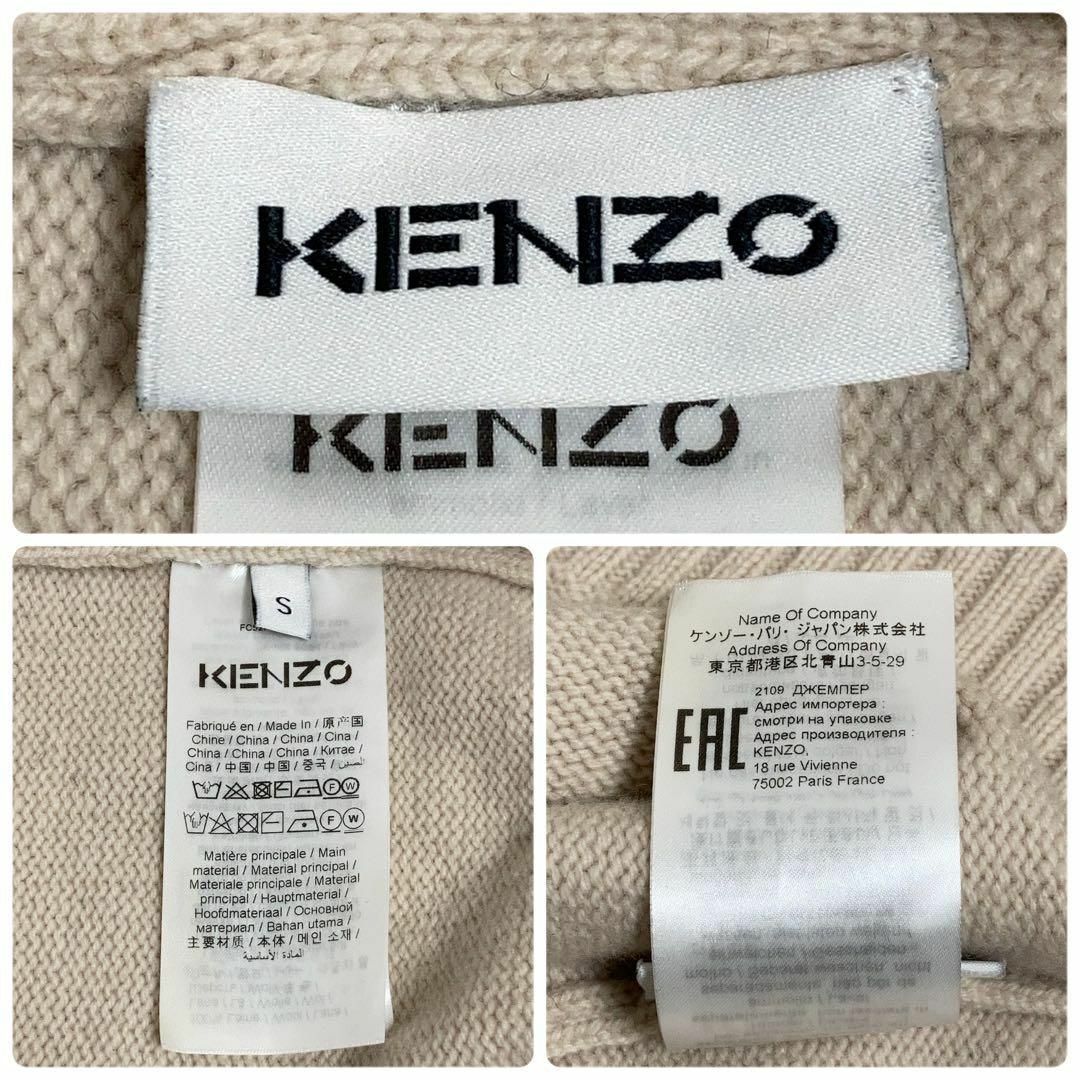 KENZO
KENZO
S
KENZO
Fabriqué en / Made In / 原产国
Chine / China / China / Cina /
China / China / China / Китае /
Cina / 中国 / 中国 / 중국 / الصين
F W
F W
Matière principale / Main
material / Material principal /
Materiale principale / Material
principal / Hauptmaterial /
Hoofdmateriaal / Основной
материал / Bahan utama /
主要材质 / 本体 / 메인 소재 /
المادة الأساسية
Name Of Company
ケンゾー・パリ・ジャパン株式会社
Address Of Company
東京都港区北青山3-5-29
EAC
2109 ДЖЕМПЕР
Адрес импортера :
смотри на упаковке
Адрес производителя :
KENZO,
18 rue Vivienne
75002 Paris France